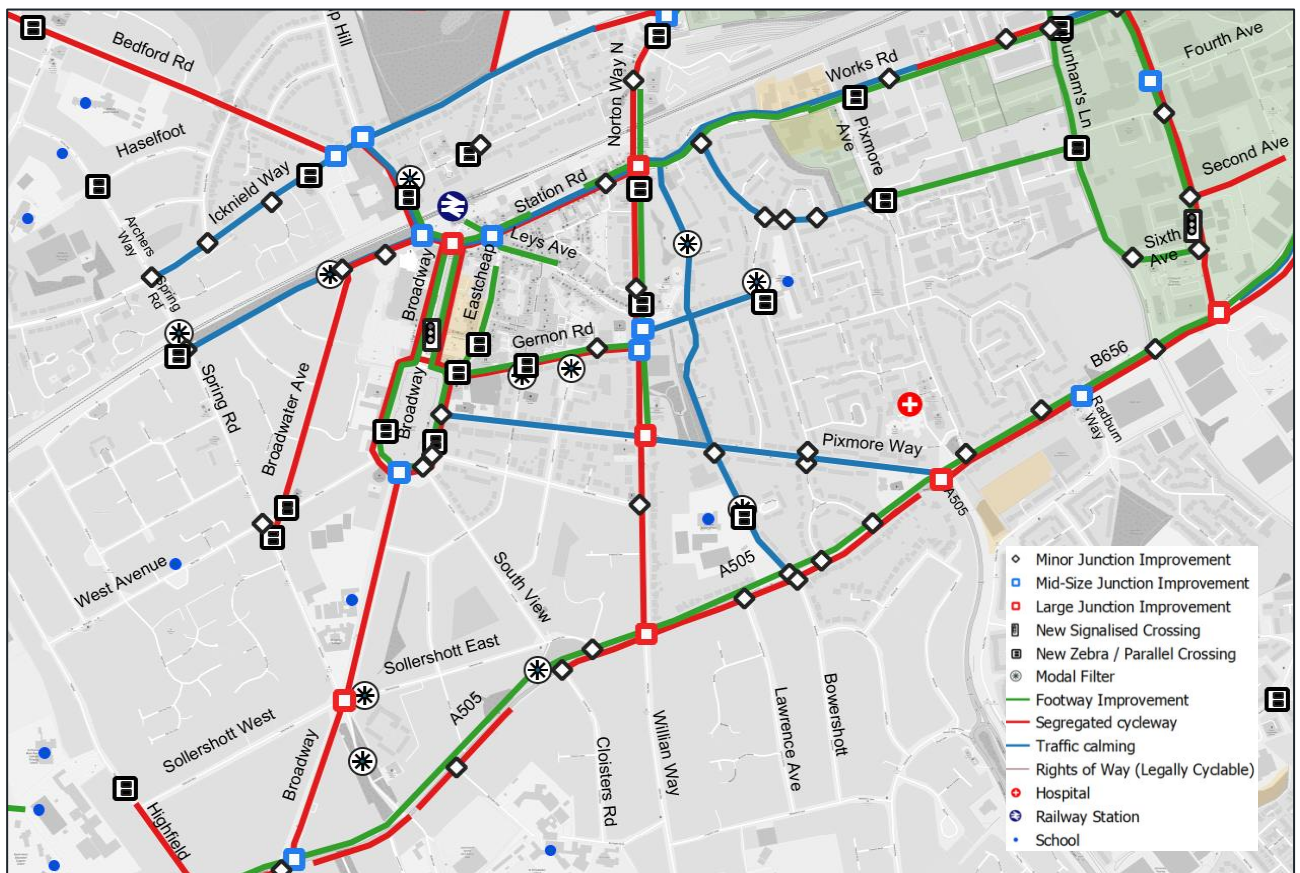 Bedford Rd
p Hill
Norton Way N
Works Rd
Dunham's Ln
Fourth Ave
Haselfoot
Pixmore
Ave
Second Ave
Icknield Way
Station Rd
Archers
Way
Leys Ave
Sixth
Ave
Spring
Rd
Broadway
Eastcheap
Gernon Rd
B656
Spring Rd
Broadwater Ave
Broadway
Radburn
Way
Pixmore Way
A505
West Avenue
South View
A505
Sollershott East
A505
Sollershott West
Broadway
Cloisters Rd
Willian Way
Lawrence Ave
Bowershott
Highfield
Minor Junction Improvement
Mid-Size Junction Improvement
Large Junction Improvement
New Signalised Crossing
New Zebra / Parallel Crossing
Modal Filter
Footway Improvement
Segregated cycleway
Traffic calming
Rights of Way (Legally Cyclable)
Hospital
Railway Station
School